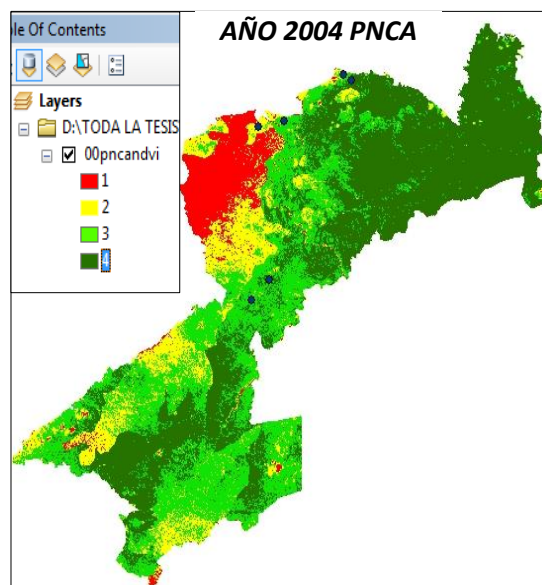 AÑO 2004 PNCA
le Of Contents
Layers
D:\TODA LA TESIS
00pncandvi
1
2
3
4